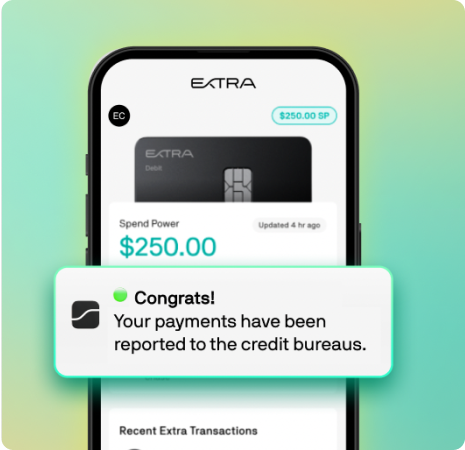 EXTRA
EC
$250.00 SP
EXTRA
Debit
Spend Power
Updated 4 hr ago
$250.00
Congrats!
Your payments have been
reported to the credit bureaus.
Recent Extra Transactions